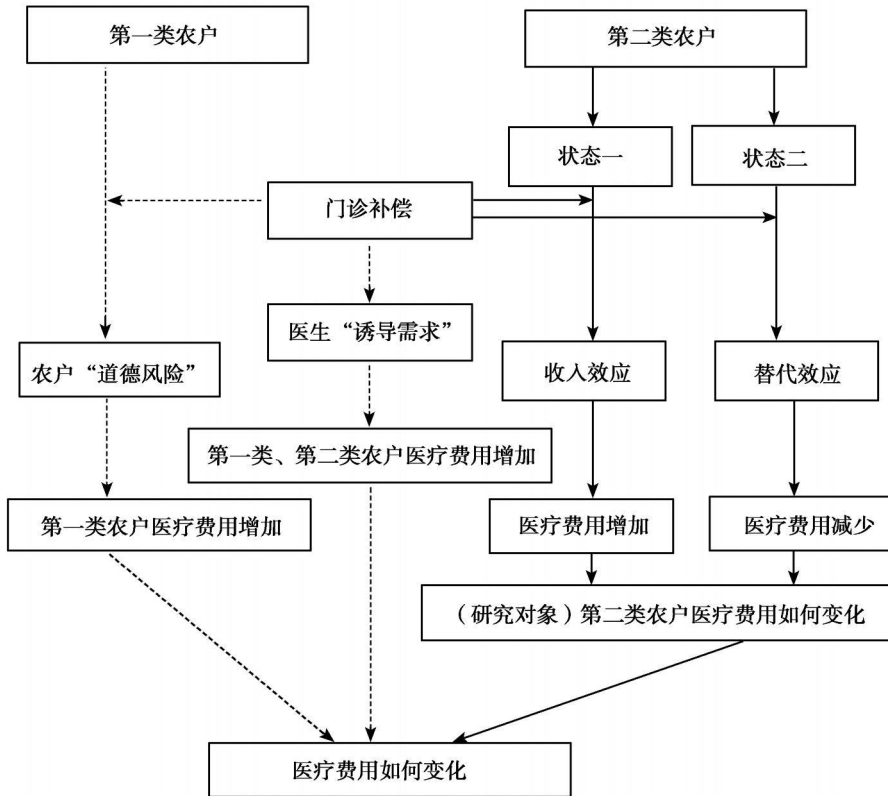 第一类农户
第二类农户
状态一
状态二
门诊补偿
医生“诱导需求”
农户“道德风险”
收入效应
替代效应
第一类、第二类农户医疗费用增加
第一类农户医疗费用增加
医疗费用增加
医疗费用减少
（研究对象）第二类农户医疗费用如何变化
医疗费用如何变化